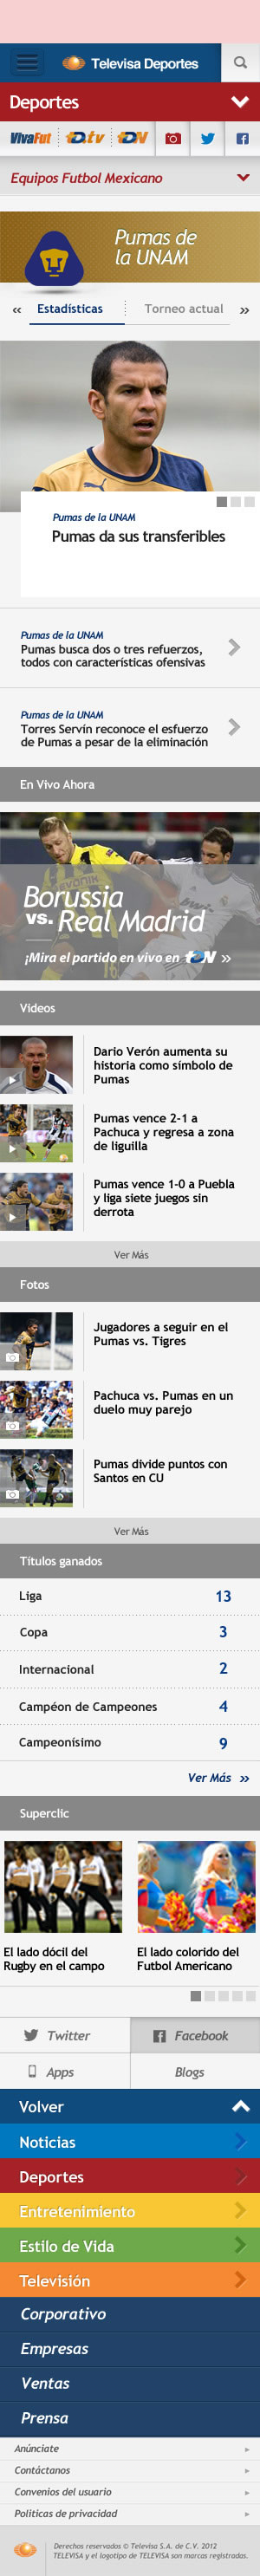 Televisa Deportes
Deportes
VivaFut TDtv TDN
Equipos Futbol Mexicano
Pumas de
la UNAM
« Estadísticas Torneo actual »
Pumas de la UNAM
Pumas da sus transferibles
Pumas de la UNAM
Pumas busca dos o tres refuerzos,
todos con características ofensivas
Pumas de la UNAM
Torres Servín reconoce el esfuerzo
de Pumas a pesar de la eliminación
En Vivo Ahora
Borussia
vs. Real Madrid
¡Mira el partido en vivo en TDN »
Videos
Dario Verón aumenta su
historia como símbolo de
Pumas
Pumas vence 2-1 a
Pachuca y regresa a zona
de liguilla
Pumas vence 1-0 a Puebla
y liga siete juegos sin
derrota
Ver Más
Fotos
Jugadores a seguir en el
Pumas vs. Tigres
Pachuca vs. Pumas en un
duelo muy parejo
Pumas divide puntos con
Santos en CU
Ver Más
Títulos ganados
Liga 13
Copa 3
Internacional 2
Campéon de Campeones 4
Campeonísimo 9
Ver Más »
Superclic
El lado dócil del
Rugby en el campo
El lado colorido del
Futbol Americano
Twitter Facebook
Apps Blogs
Volver
Noticias
Deportes
Entretenimiento
Estilo de Vida
Televisión
Corporativo
Empresas
Ventas
Prensa
Anúnciate
Contáctanos
Convenios del usuario
Politicas de privacidad
Derechos reservados © Televisa S.A. de C.V. 2012
TELEVISA y el logotipo de TELEVISA son marcas registradas.